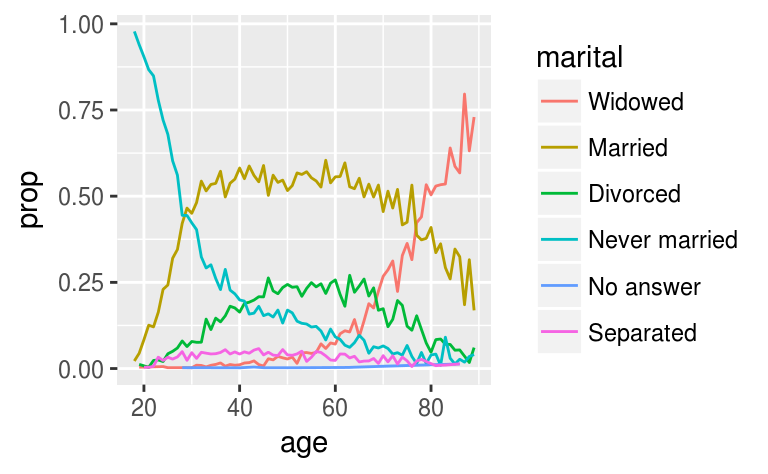 1.00
0.75
0.50
0.25
0.00
prop
20 40 60 80
age
marital
Widowed
Married
Divorced
Never married
No answer
Separated